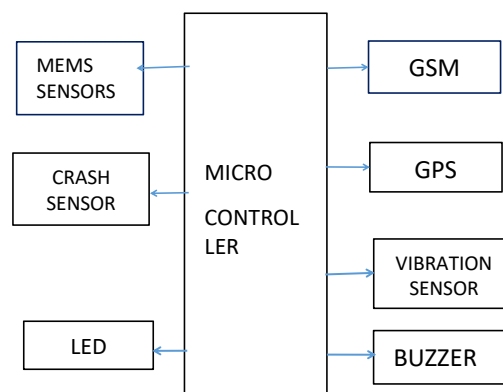 MEMS
SENSORS
CRASH
SENSOR
LED
MICRO
CONTROL
LER
GSM
GPS
VIBRATION
SENSOR
BUZZER